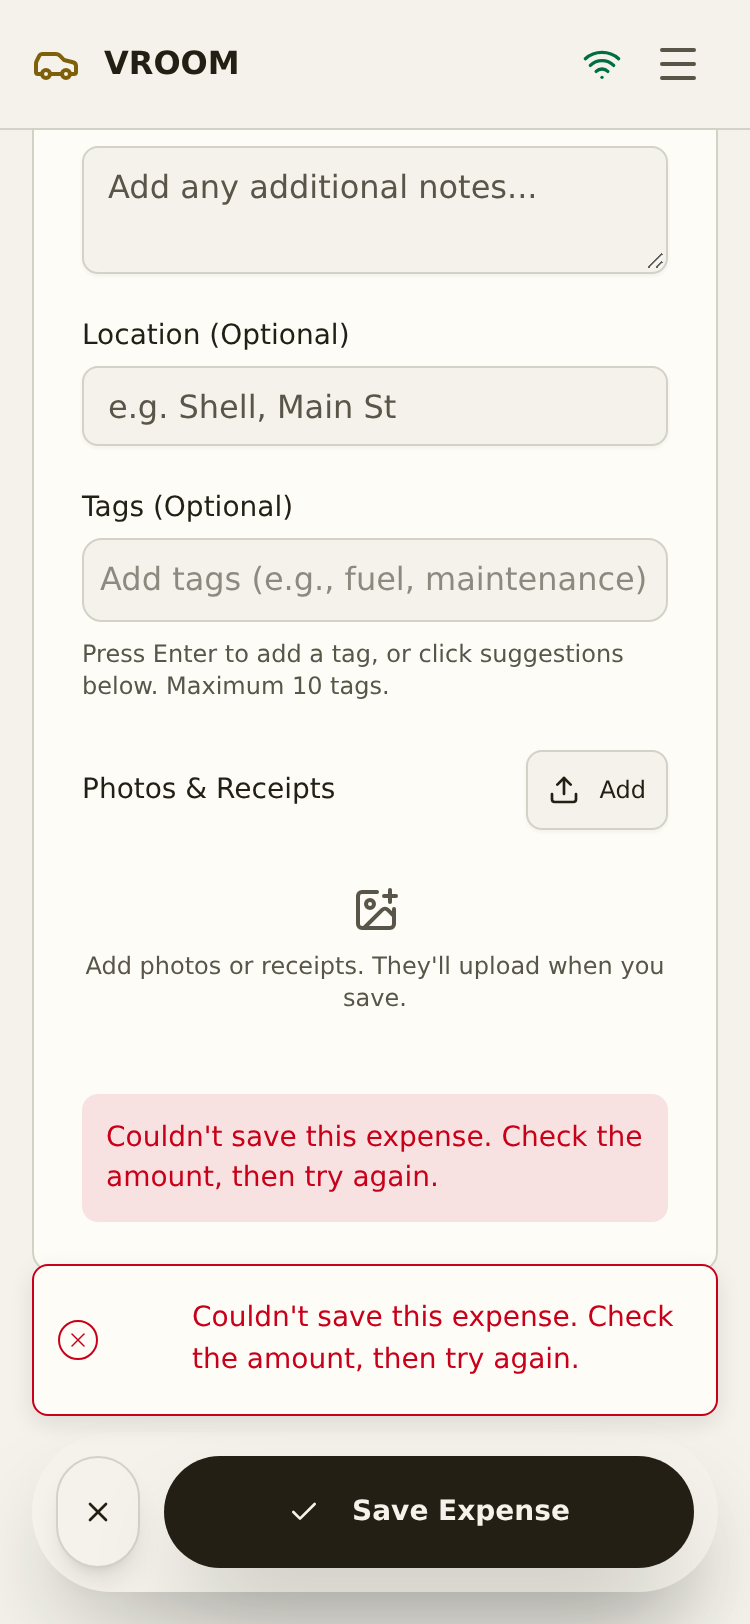 VROOM
Add any additional notes...
Location (Optional)
e.g. Shell, Main St
Tags (Optional)
Add tags (e.g., fuel, maintenance)
Press Enter to add a tag, or click suggestions
below. Maximum 10 tags.
Photos & Receipts
Add
Add photos or receipts. They'll upload when you
save.
Couldn't save this expense. Check the
amount, then try again.
Couldn't save this expense. Check
the amount, then try again.
Save Expense